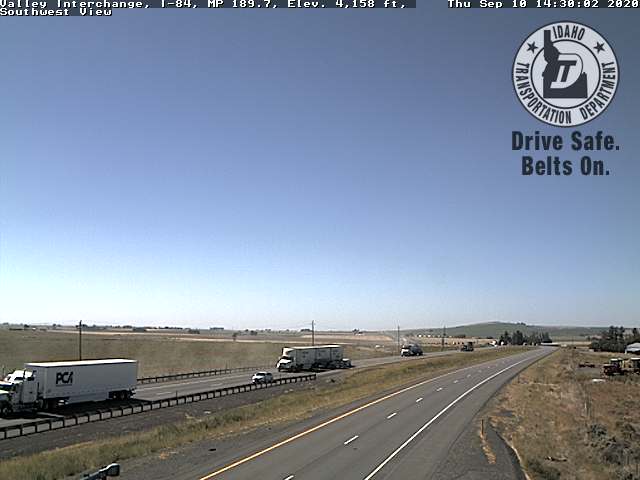 Valley Interchange, I-84, MP 189.7, Elev. 4,158 ft, Thu Sep 10 14:30:02 2020
Southwest View
IDAHO
TRANSPORTATION DEPARTMENT
Drive Safe.
Belts On.
PCA